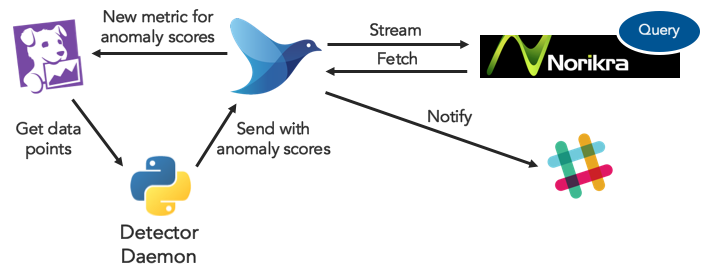 New metric for
anomaly scores
Stream
Fetch
Query
Norikra
Get data
points
Send with
anomaly scores
Notify
Detector
Daemon